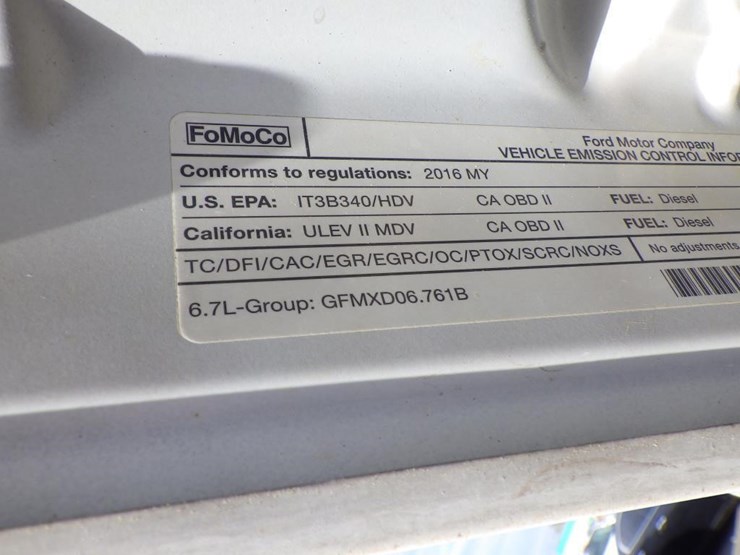 FoMoCo
Ford Motor Company
VEHICLE EMISSION CONTROL
Conforms to regulations: 2016 MY
U.S. EPA: IT3B340/HDV CA OBD II FUEL: Diesel
California: ULEV II MDV CA OBD II FUEL: Diesel
TC/DFI/CAC/EGR/EGRC/OC/PTOX/SCRC/NOXS No adjustments
6.7L-Group: GFMXD06.761B